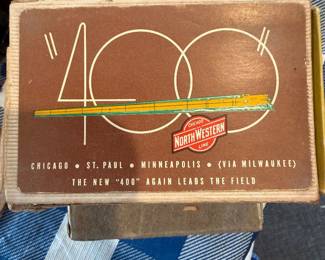 "400"
CHICAGO
NORTH WESTERN
LINE
CHICAGO • ST. PAUL • MINNEAPOLIS • (VIA MILWAUKEE)
THE NEW "400" AGAIN LEADS THE FIELD